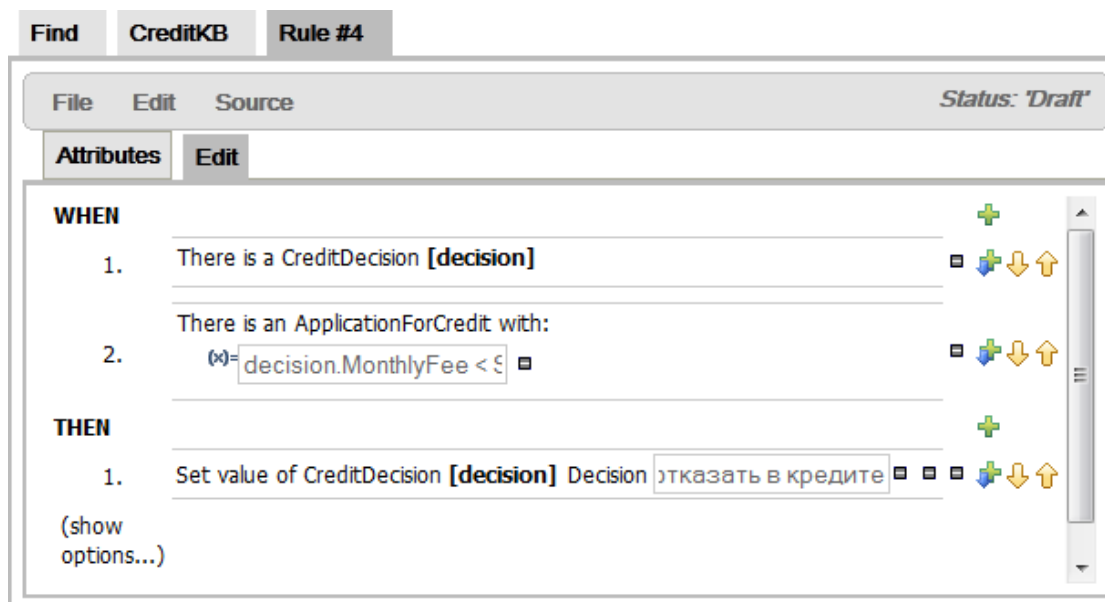 Find CreditKB Rule #4
File Edit Source Status: 'Draft'
Attributes Edit
WHEN
1. There is a CreditDecision [decision]
There is an ApplicationForCredit with:
2. (x)= decision.MonthlyFee < S
THEN
1. Set value of CreditDecision [decision] Decision отказать в кредите
(show
options...)